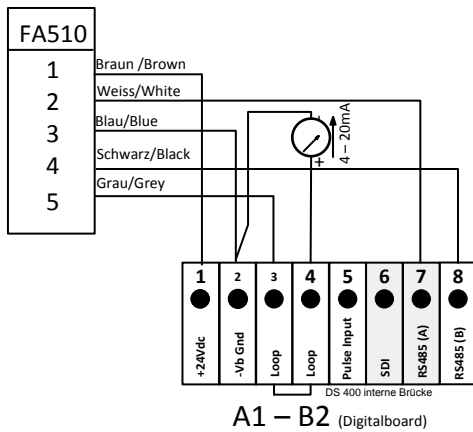 FA510
1
2
3
4
5
Braun /Brown
Weiss/White
Blau/Blue
Schwarz/Black
Grau/Grey
-
+
4 – 20mA
1 2 3 4 5 6 7 8
+24Vdc
-Vb Gnd
Loop
Loop
Pulse Input
SDI
RS485 (A)
RS485 (B)
DS 400 interne Brücke
A1 – B2 (Digitalboard)